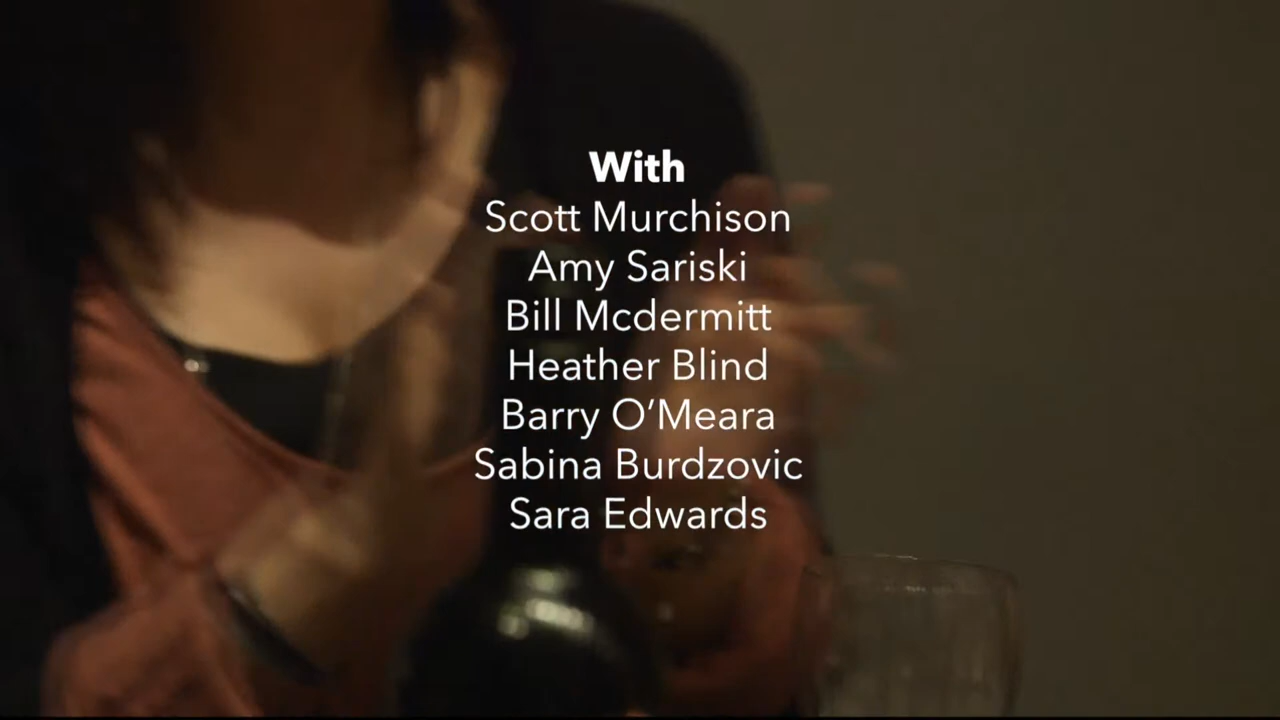 With
Scott Murchison
Amy Sariski
Bill Mcdermitt
Heather Blind
Barry O’Meara
Sabina Burdzovic
Sara Edwards